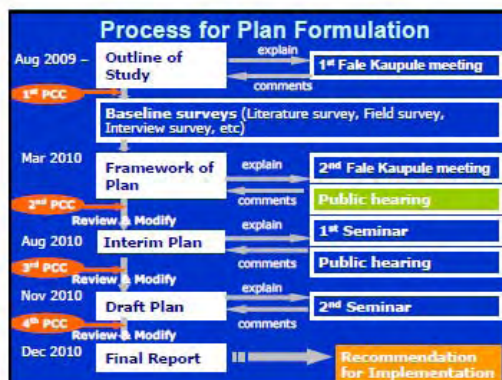 Process for Plan Formulation
Aug 2009 –
Outline of
Study
explain
comments
1st Fale Kaupule meeting
1st PCC
Baseline surveys (Literature survey, Field survey,
Interview survey, etc)
Mar 2010
Framework of
Plan
explain
comments
2nd Fale Kaupule meeting
Public hearing
2nd PCC
Review & Modify
Aug 2010
Interim Plan
explain
comments
1st Seminar
Public hearing
3rd PCC
Review & Modify
Nov 2010
Draft Plan
explain
comments
2nd Seminar
4th PCC
Review & Modify
Dec 2010
Final Report
Recommendation
for Implementation